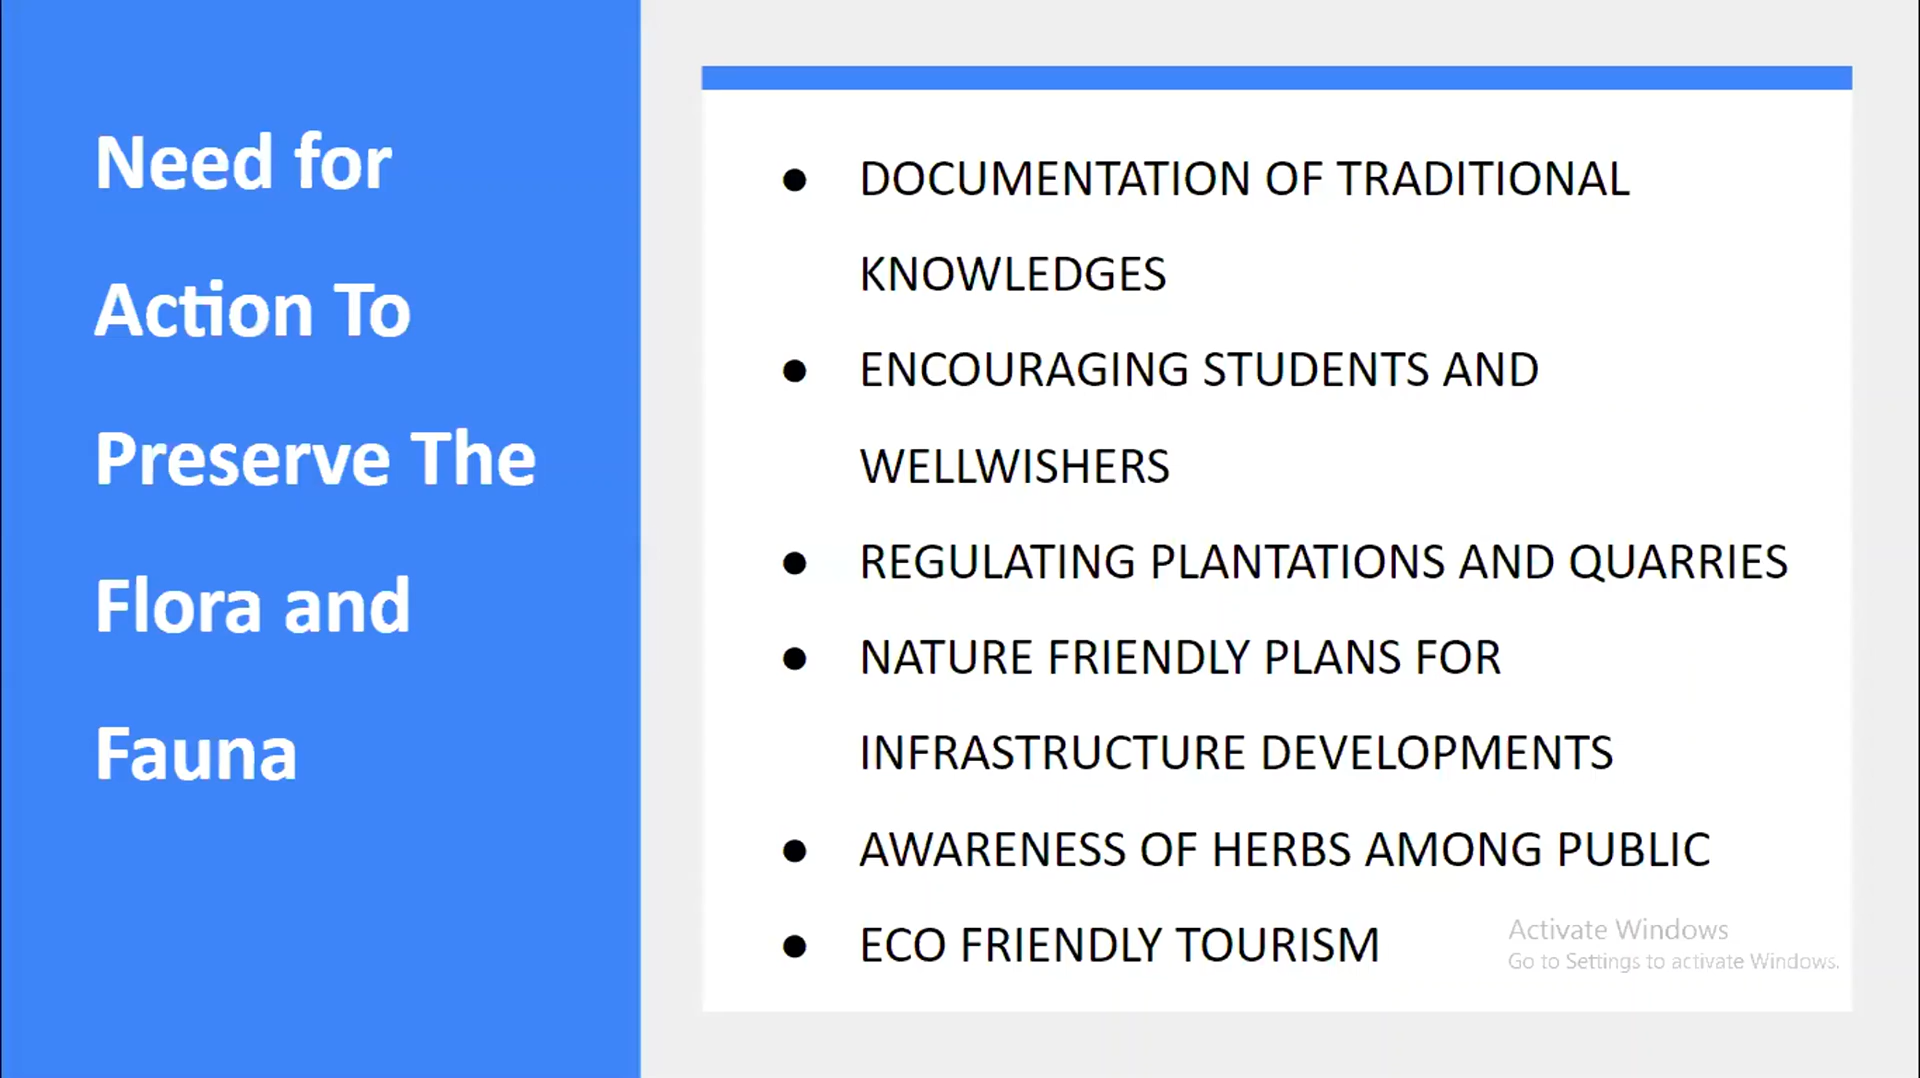 Need for
Action To
Preserve The
Flora and
Fauna
● DOCUMENTATION OF TRADITIONAL
KNOWLEDGES
● ENCOURAGING STUDENTS AND
WELLWISHERS
● REGULATING PLANTATIONS AND QUARRIES
● NATURE FRIENDLY PLANS FOR
INFRASTRUCTURE DEVELOPMENTS
● AWARENESS OF HERBS AMONG PUBLIC
● ECO FRIENDLY TOURISM
Activate Windows
Go to Settings to activate Windows.